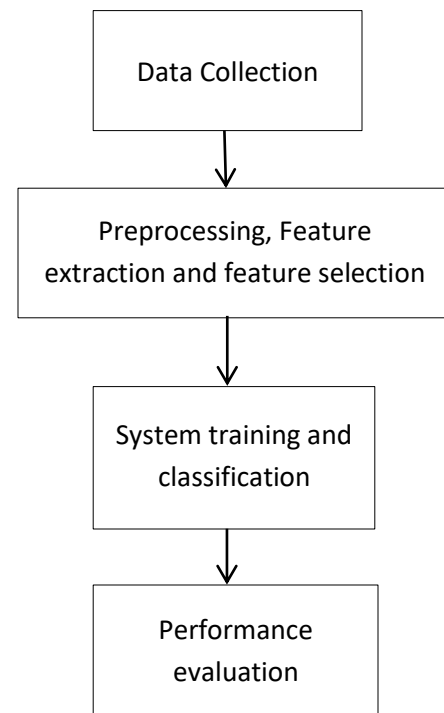 Data Collection
Preprocessing, Feature
extraction and feature selection
System training and
classification
Performance
evaluation